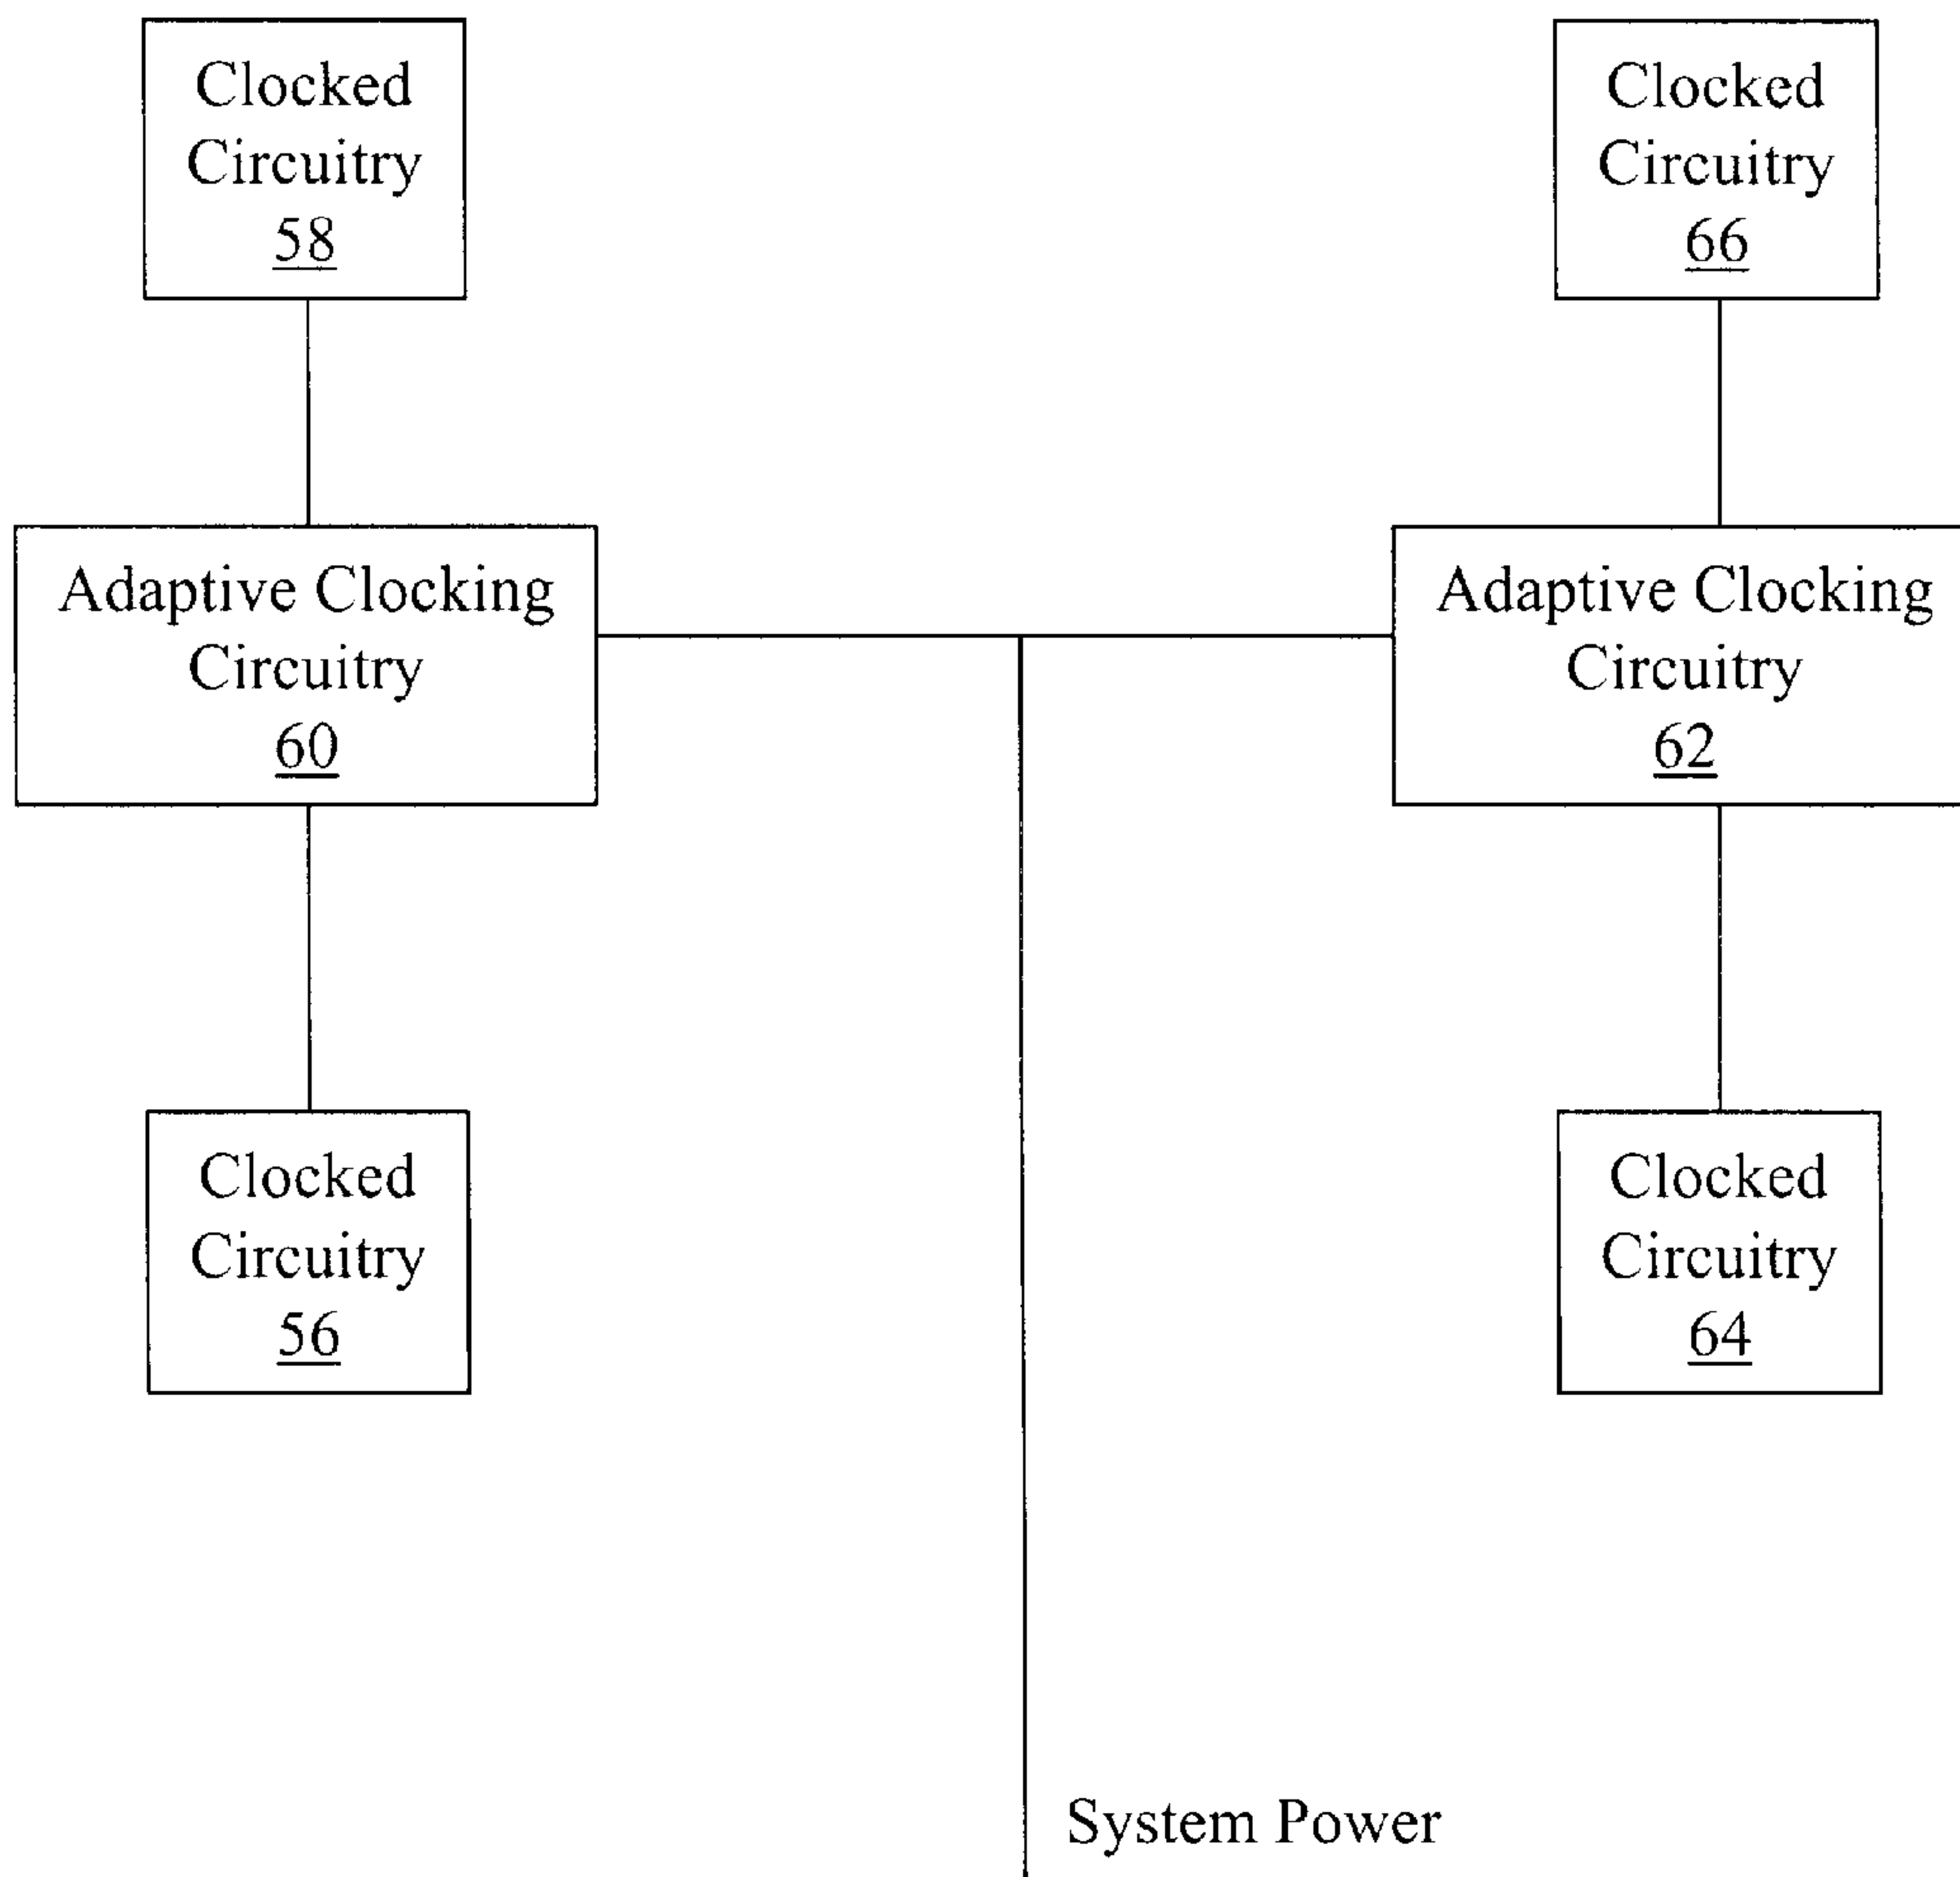 Clocked
Circuitry
58
Clocked
Circuitry
66
Adaptive Clocking
Circuitry
60
Adaptive Clocking
Circuitry
62
Clocked
Circuitry
56
Clocked
Circuitry
64
System Power